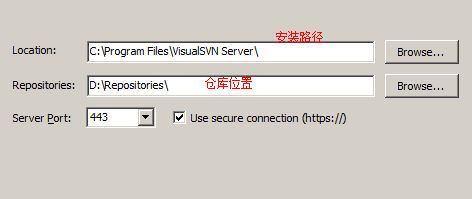 安装路径
Location: C:\Program Files\VisualSVN Server\ Browse...
Repositories: D:\Repositories\ 仓库位置 Browse...
Server Port: 443 Use secure connection (https://)